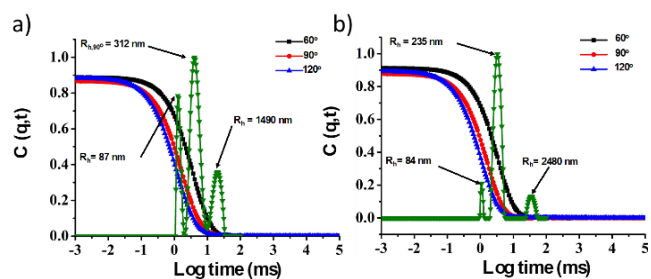 a)
R_h,90° = 312 nm
60°
90°
120°
R_h = 1490 nm
R_h = 87 nm
C (q,t)
1.0
0.8
0.6
0.4
0.2
0.0
-3 -2 -1 0 1 2 3 4 5
Log time (ms)
b)
R_h = 235 nm
60°
90°
120°
R_h = 84 nm
R_h = 2480 nm
C (q,t)
1.0
0.8
0.6
0.4
0.2
0.0
-3 -2 -1 0 1 2 3 4 5
Log time (ms)